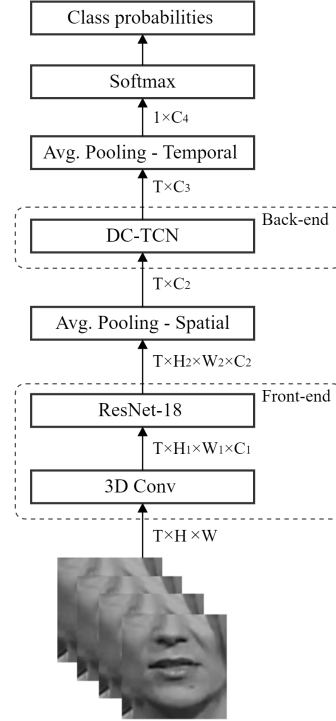 Class probabilities
Softmax
1×C₄
Avg. Pooling - Temporal
T×C₃
Back-end
DC-TCN
T×C₂
Avg. Pooling - Spatial
T×H₂×W₂×C₂
Front-end
ResNet-18
T×H₁×W₁×C₁
3D Conv
T×H ×W